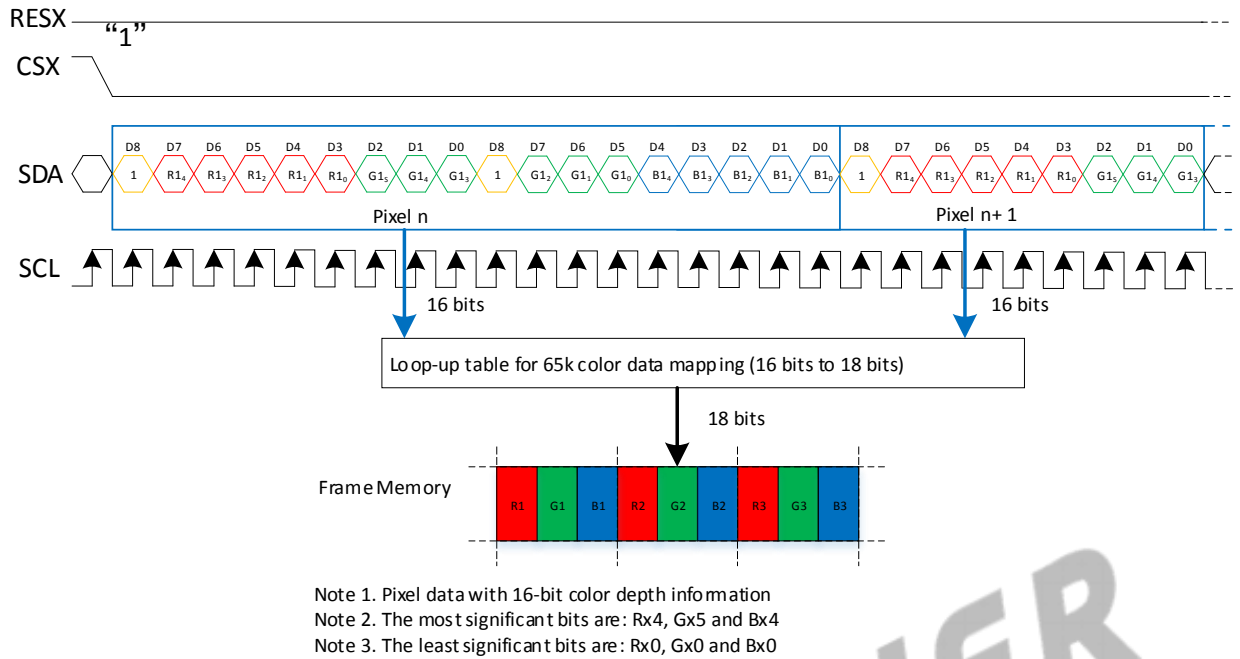 RESX
“1”
CSX
D8 D7 D6 D5 D4 D3 D2 D1 D0 D8 D7 D6 D5 D4 D3 D2 D1 D0 D8 D7 D6 D5 D4 D3 D2 D1 D0
SDA 1 R1₄ R1₃ R1₂ R1₁ R1₀ G1₅ G1₄ G1₃ 1 G1₂ G1₁ G1₀ B1₄ B1₃ B1₂ B1₁ B1₀ 1 R1₄ R1₃ R1₂ R1₁ R1₀ G1₅ G1₄ G1₃
Pixel n Pixel n+ 1
SCL
16 bits 16 bits
Loop-up table for 65k color data mapping (16 bits to 18 bits)
18 bits
Frame Memory
R1 G1 B1 R2 G2 B2 R3 G3 B3
Note 1. Pixel data with 16-bit color depth information
Note 2. The most significant bits are: Rx4, Gx5 and Bx4
Note 3. The least significant bits are: Rx0, Gx0 and Bx0